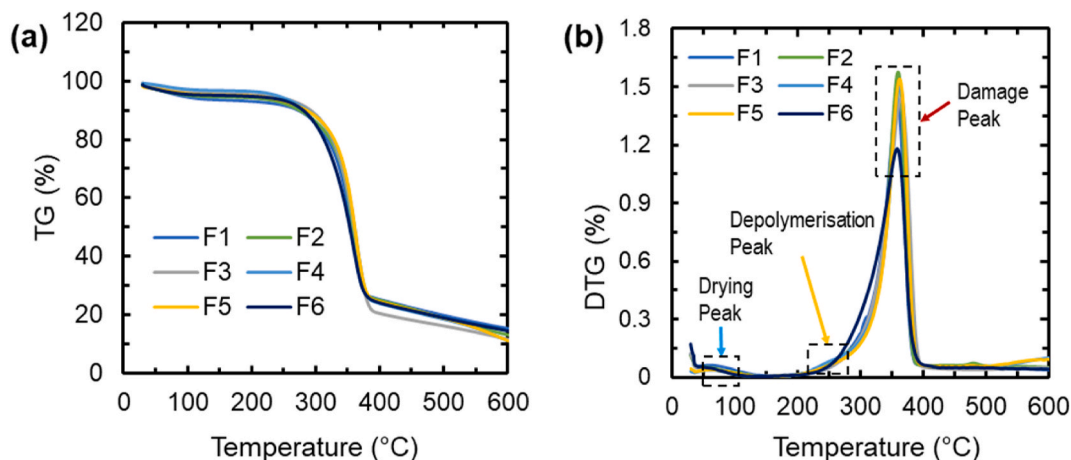 (a)
TG (%)
120
100
80
60
40
20
0
F1 F2
F3 F4
F5 F6
0 100 200 300 400 500 600
Temperature (°C)
(b)
DTG (%)
1.8
1.5
1.2
0.9
0.6
0.3
0
F1 F2
F3 F4
F5 F6
Damage
Peak
Depolymerisation
Peak
Drying
Peak
0 100 200 300 400 500 600
Temperature (°C)